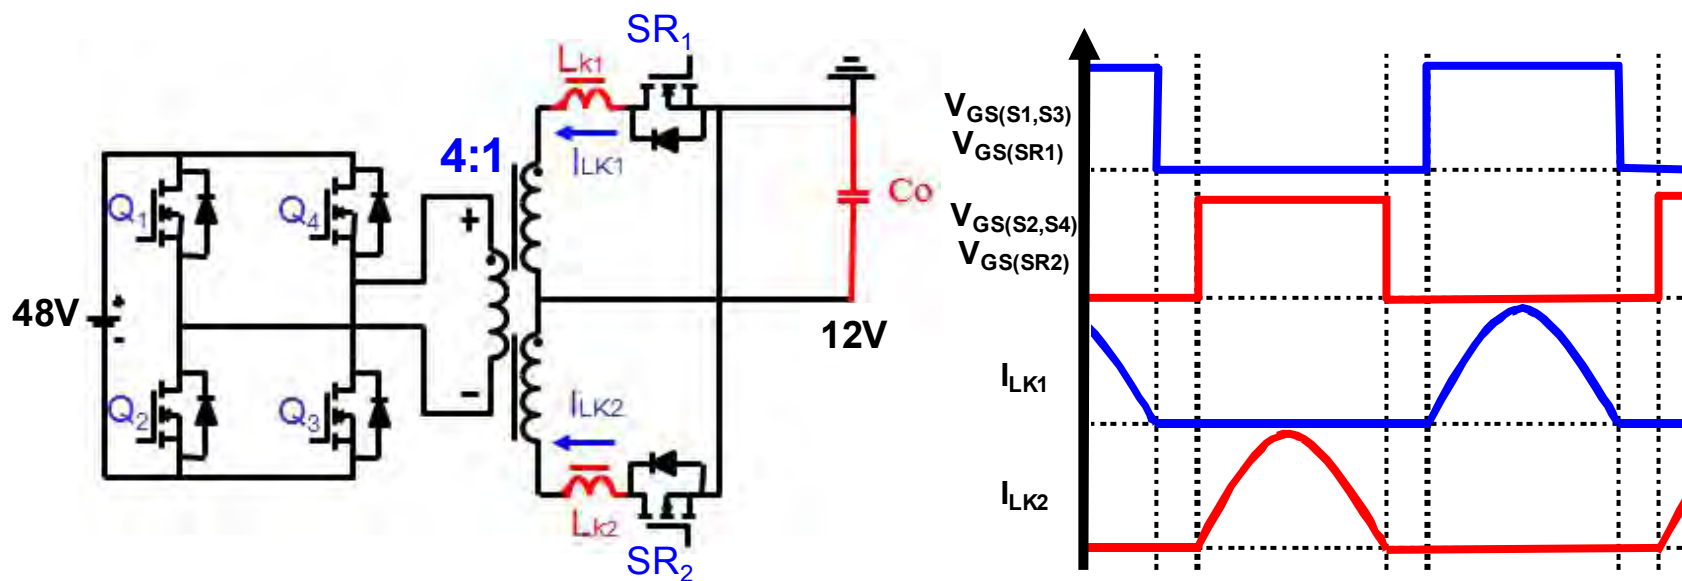 SR1
Lk1
ILK1
4:1
Q1
Q4
+
Co
48V
+
-
12V
-
Q2
Q3
ILK2
Lk2
SR2
VGS(S1,S3)
VGS(SR1)
VGS(S2,S4)
VGS(SR2)
ILK1
ILK2